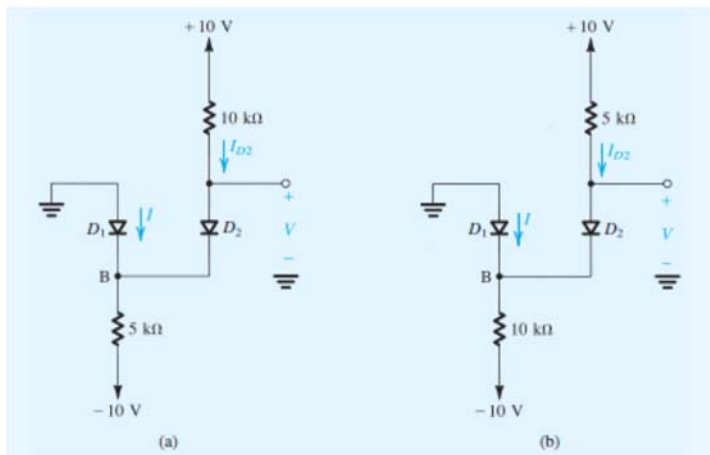 + 10 V
10 kΩ
I_D2
D₁
I
D₂
+
V
−
B
5 kΩ
− 10 V
(a)
+ 10 V
5 kΩ
I_D2
D₁
I
D₂
+
V
−
B
10 kΩ
− 10 V
(b)